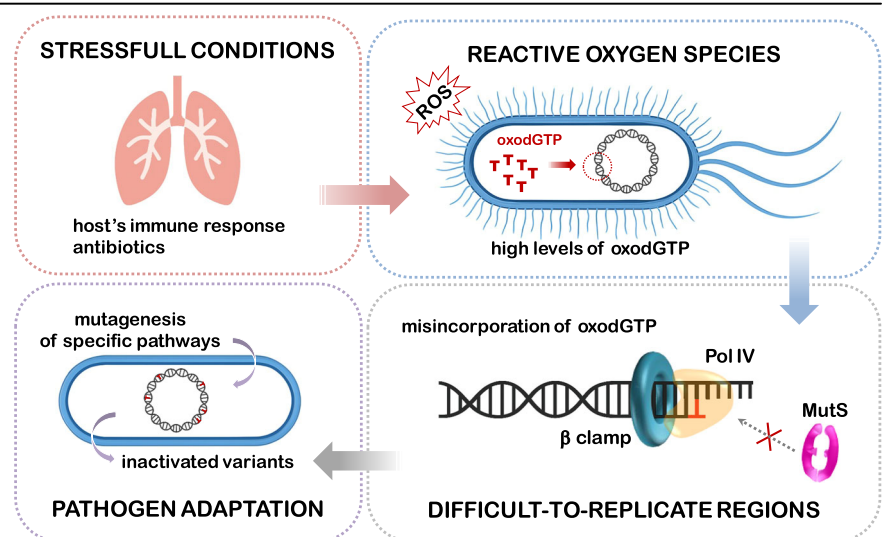 STRESSFULL CONDITIONS
host's immune response
antibiotics
REACTIVE OXYGEN SPECIES
ROS
oxodGTP
high levels of oxodGTP
misincorporation of oxodGTP
Pol IV
MutS
β clamp
DIFFICULT-TO-REPLICATE REGIONS
mutagenesis
of specific pathways
inactivated variants
PATHOGEN ADAPTATION